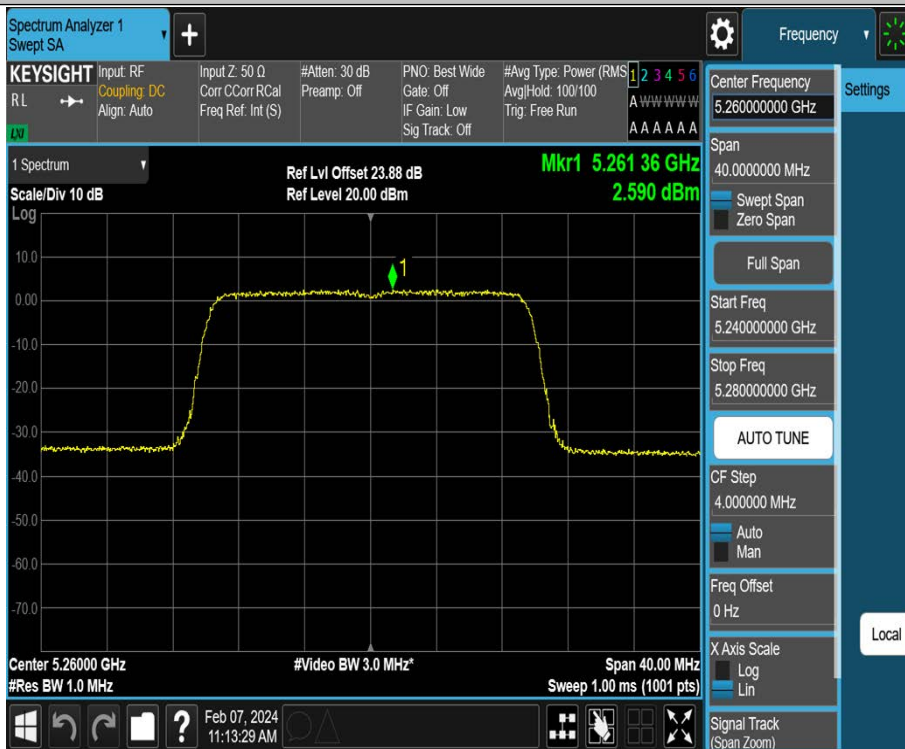 Spectrum Analyzer 1
Swept SA
+
Frequency
KEYSIGHT
RL
LXI
Input: RF
Coupling: DC
Align: Auto
Input Z: 50 Ω
Corr CCorr RCal
Freq Ref: Int (S)
#Atten: 30 dB
Preamp: Off
PNO: Best Wide
Gate: Off
IF Gain: Low
Sig Track: Off
#Avg Type: Power (RMS
Avg|Hold: 100/100
Trig: Free Run
1 2 3 4 5 6
A W W W W W
A A A A A A
1 Spectrum
Scale/Div 10 dB
Log
Ref Lvl Offset 23.88 dB
Ref Level 20.00 dBm
Mkr1 5.261 36 GHz
2.590 dBm
1
10.0
0.00
-10.0
-20.0
-30.0
-40.0
-50.0
-60.0
-70.0
Center 5.26000 GHz
#Res BW 1.0 MHz
#Video BW 3.0 MHz*
Span 40.00 MHz
Sweep 1.00 ms (1001 pts)
?
Feb 07, 2024
11:13:29 AM
Center Frequency
5.260000000 GHz
Span
40.0000000 MHz
Swept Span
Zero Span
Full Span
Start Freq
5.240000000 GHz
Stop Freq
5.280000000 GHz
AUTO TUNE
CF Step
4.000000 MHz
Auto
Man
Freq Offset
0 Hz
X Axis Scale
Log
Lin
Signal Track
(Span Zoom)
Settings
Local